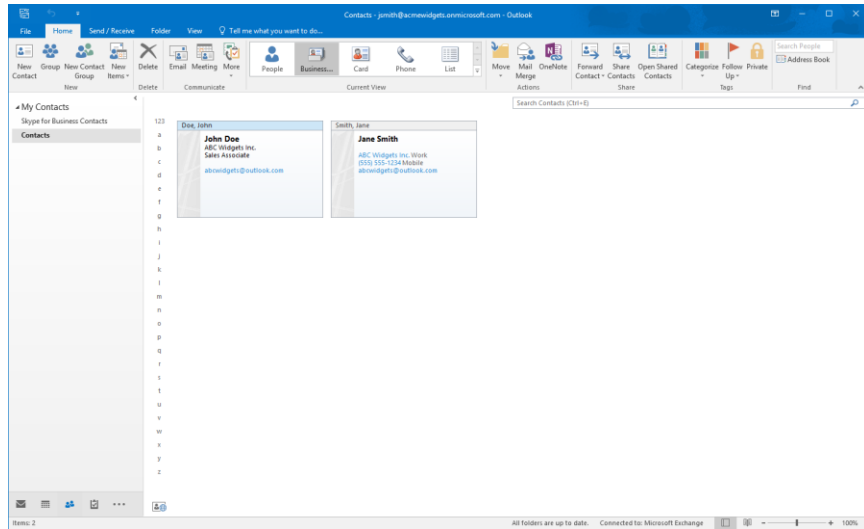 Contacts - jsmith@acmewidgets.onmicrosoft.com - Outlook
File Home Send / Receive Folder View Tell me what you want to do...
New Contact
Group
New Contact Group
New Items
Delete
Email Meeting More
People Business... Card Phone List
Move
Mail Merge
OneNote
Forward Contact
Share Contacts
Open Shared Contacts
Categorize
Follow Up
Private
Search People
Address Book
New Delete Communicate Current View Actions Share Tags Find
My Contacts
Skype for Business Contacts
Contacts
Search Contacts (Ctrl+E)
123
a
b
c
d
e
f
g
h
i
j
k
l
m
n
o
p
q
r
s
t
u
v
w
x
y
z
Doe, John
John Doe
ABC Widgets Inc.
Sales Associate
abcwidgets@outlook.com
Smith, Jane
Jane Smith
ABC Widgets Inc. Work
(555) 555-1234 Mobile
abcwidgets@outlook.com
Items: 2
All folders are up to date. Connected to: Microsoft Exchange
100%